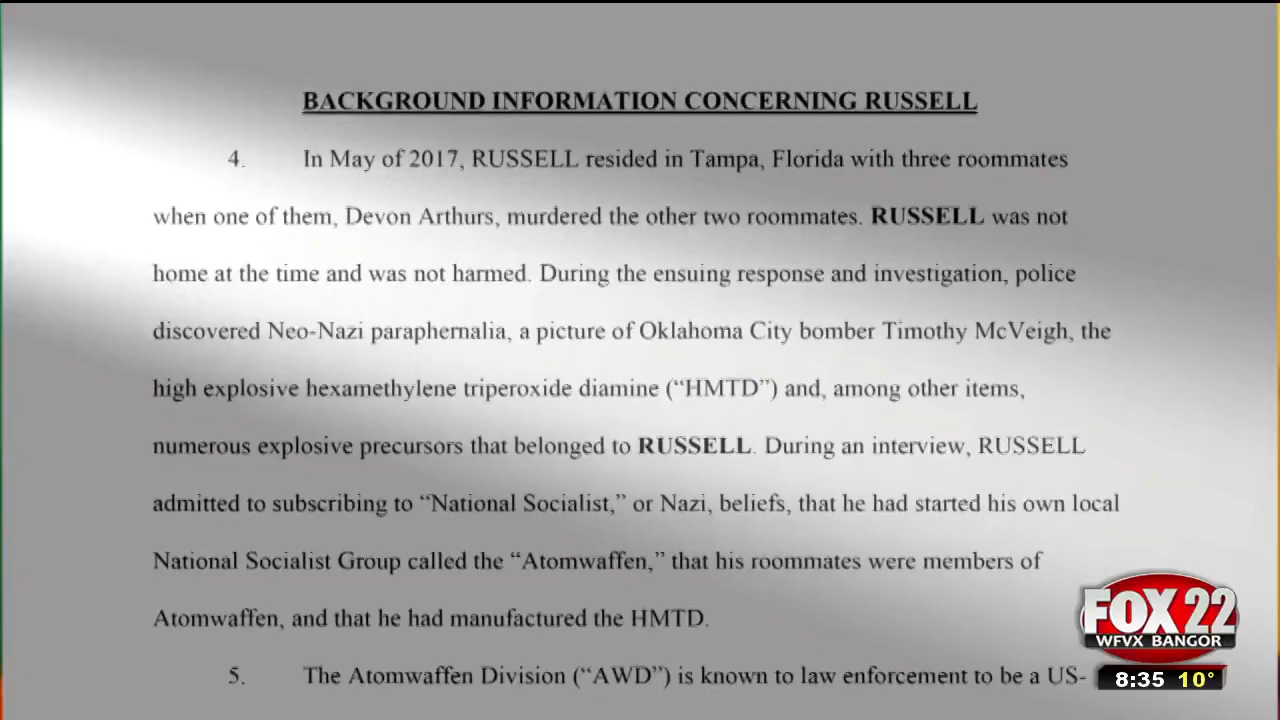 BACKGROUND INFORMATION CONCERNING RUSSELL
4. In May of 2017, RUSSELL resided in Tampa, Florida with three roommates
when one of them, Devon Arthurs, murdered the other two roommates. RUSSELL was not
home at the time and was not harmed. During the ensuing response and investigation, police
discovered Neo-Nazi paraphernalia, a picture of Oklahoma City bomber Timothy McVeigh, the
high explosive hexamethylene triperoxide diamine (“HMTD”) and, among other items,
numerous explosive precursors that belonged to RUSSELL. During an interview, RUSSELL
admitted to subscribing to “National Socialist,” or Nazi, beliefs, that he had started his own local
National Socialist Group called the “Atomwaffen,” that his roommates were members of
Atomwaffen, and that he had manufactured the HMTD.
5. The Atomwaffen Division (“AWD”) is known to law enforcement to be a US-
FOX 22
WFVX BANGOR
8:35 10°